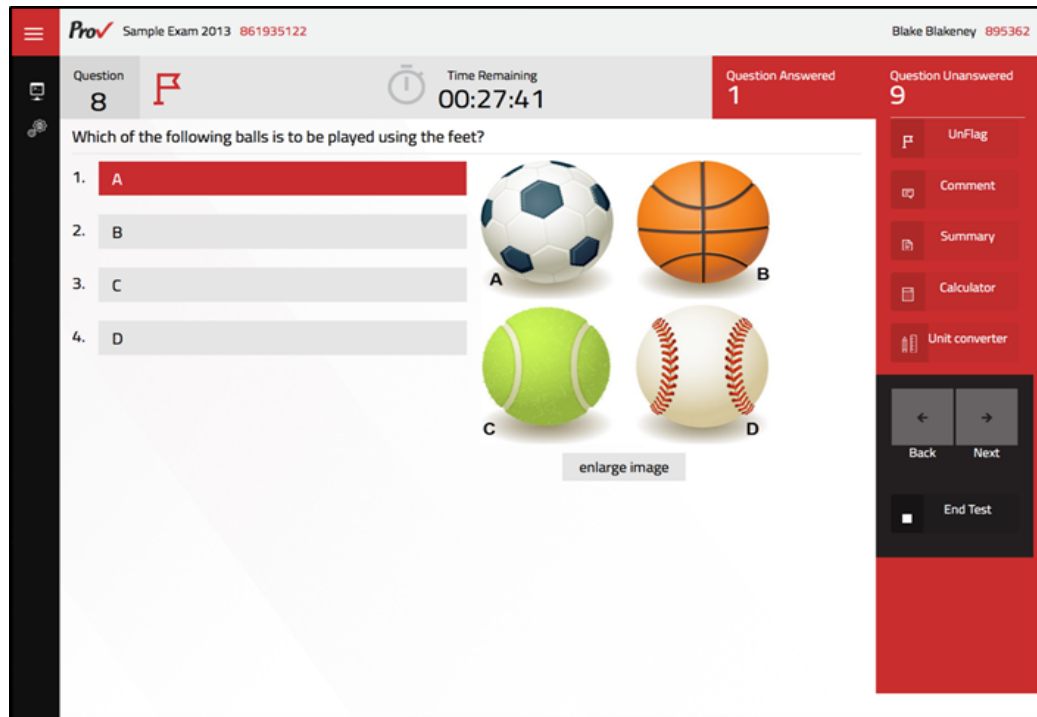 Prov Sample Exam 2013 861935122
Blake Blakeney 895362
Question
8
Time Remaining
00:27:41
Question Answered
1
Question Unanswered
9
Which of the following balls is to be played using the feet?
1. A
2. B
3. C
4. D
A
B
C
D
enlarge image
UnFlag
Comment
Summary
Calculator
Unit converter
Back
Next
End Test